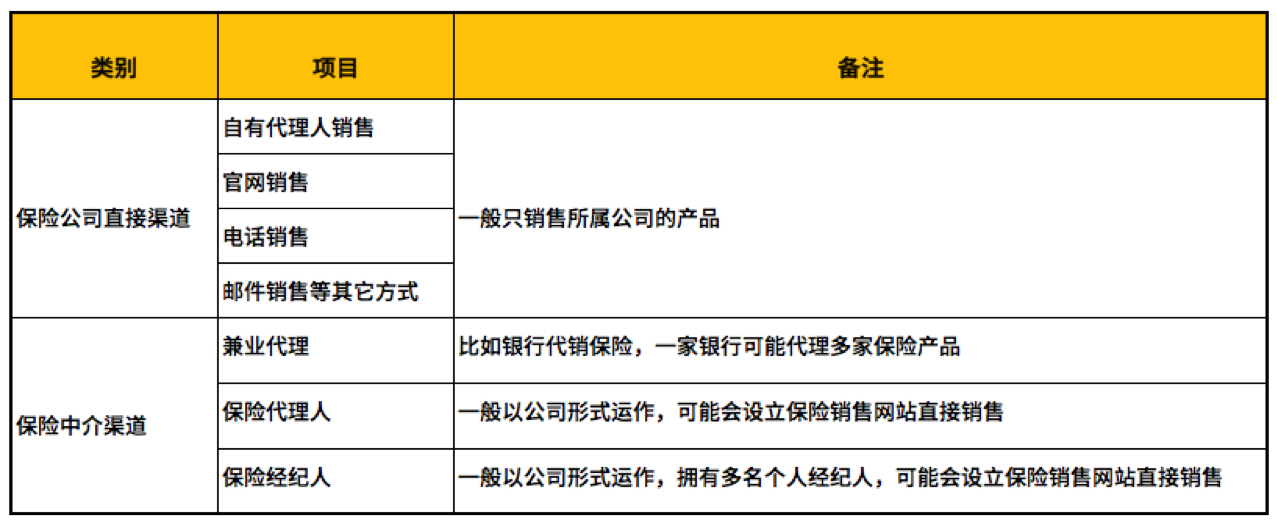 类别 项目 备注
自有代理人销售
官网销售
保险公司直接渠道 一般只销售所属公司的产品
电话销售
邮件销售等其它方式
兼业代理 比如银行代销保险，一家银行可能代理多家保险产品
保险代理人 一般以公司形式运作，可能会设立保险销售网站直接销售
保险中介渠道
保险经纪人 一般以公司形式运作，拥有多名个人经纪人，可能会设立保险销售网站直接销售